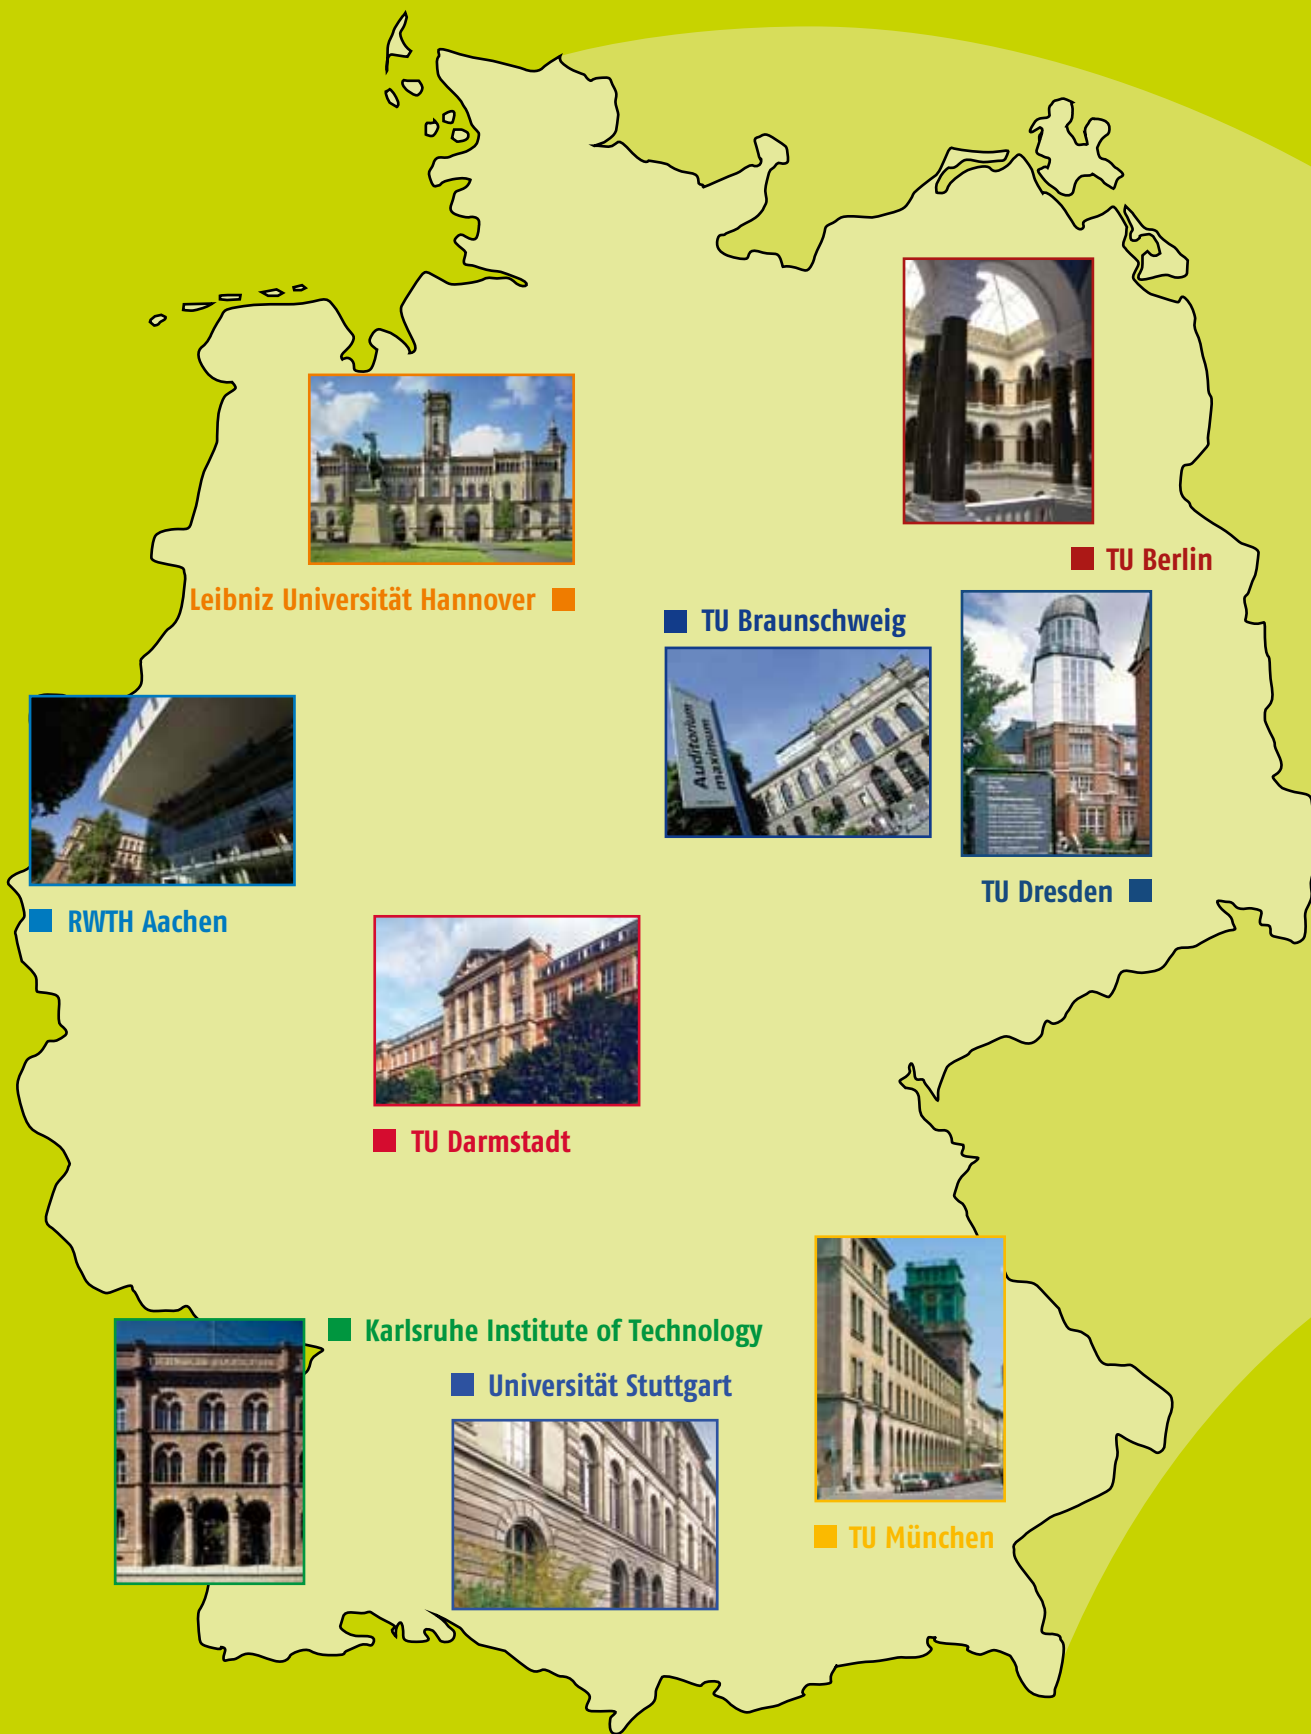 TU Berlin
Leibniz Universität Hannover
TU Braunschweig
Auditorium
maximum
TU Dresden
RWTH Aachen
TU Darmstadt
Karlsruhe Institute of Technology
Universität Stuttgart
TU München